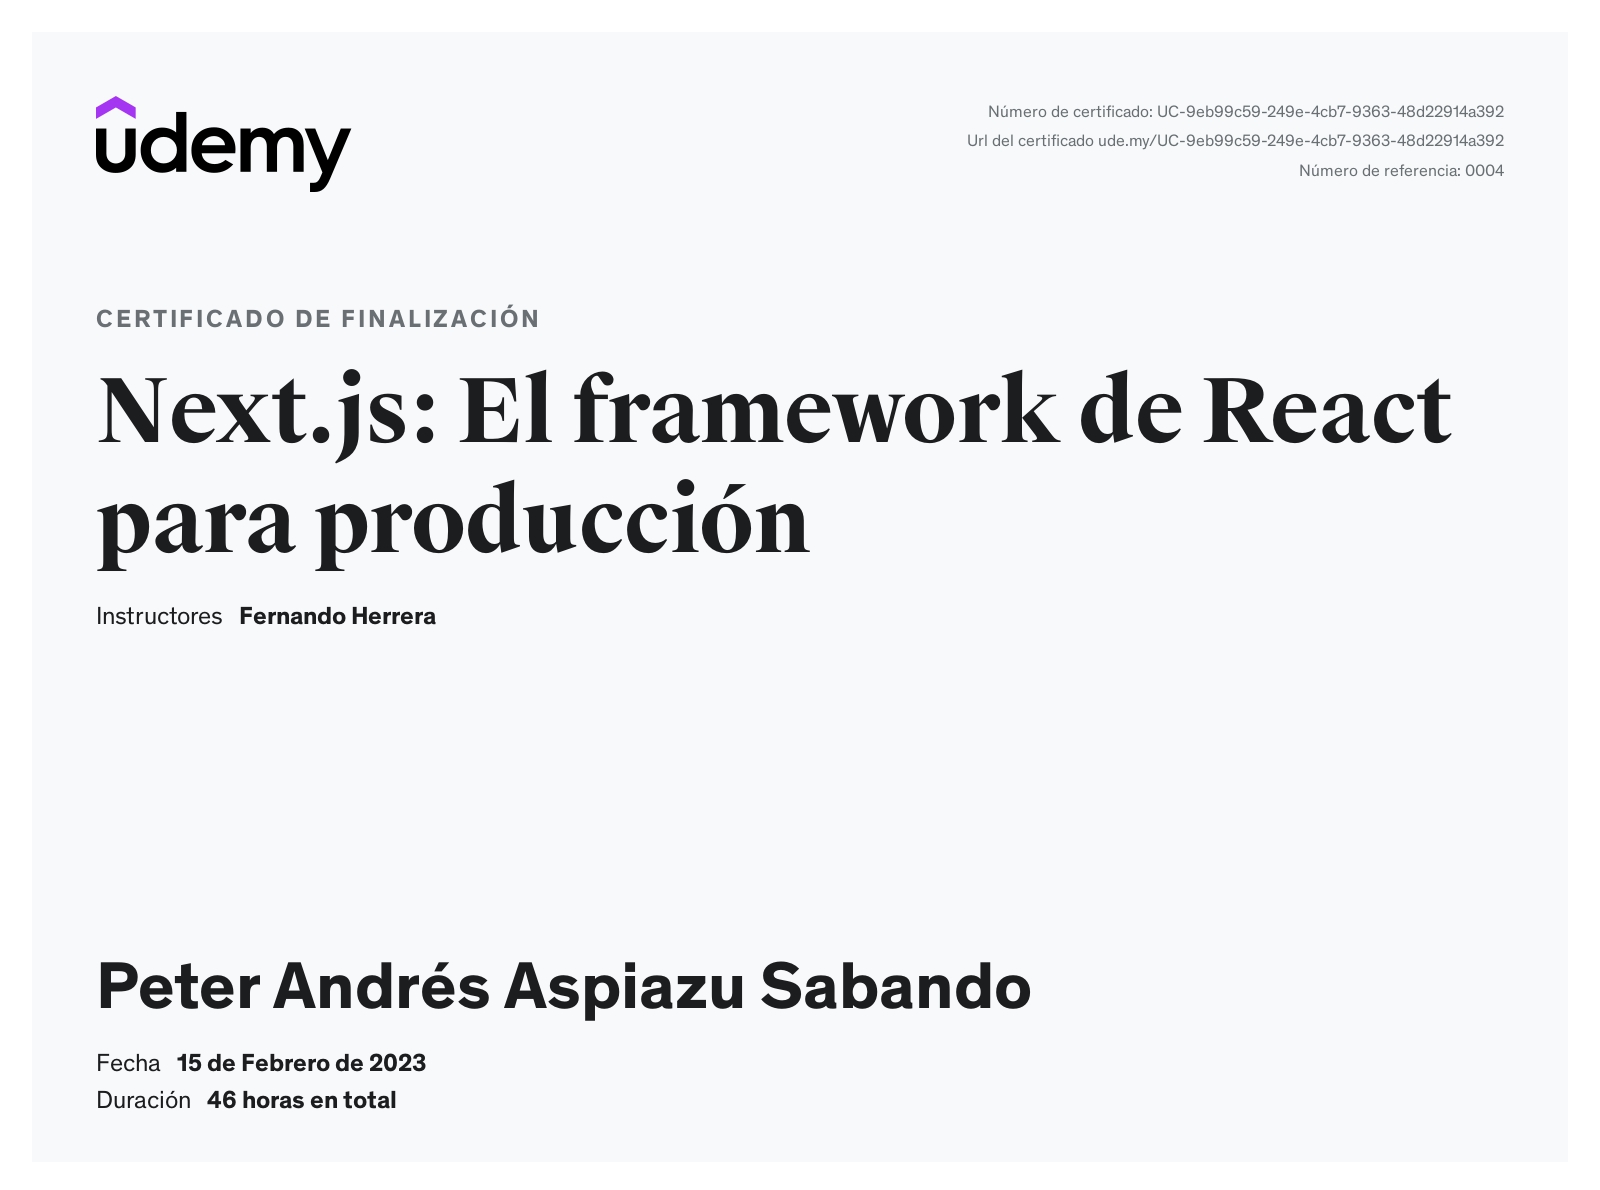 udemy
Número de certificado: UC-9eb99c59-249e-4cb7-9363-48d22914a392
Url del certificado ude.my/UC-9eb99c59-249e-4cb7-9363-48d22914a392
Número de referencia: 0004
CERTIFICADO DE FINALIZACIÓN
Next.js: El framework de React
para producción
Instructores Fernando Herrera
Peter Andrés Aspiazu Sabando
Fecha 15 de Febrero de 2023
Duración 46 horas en total